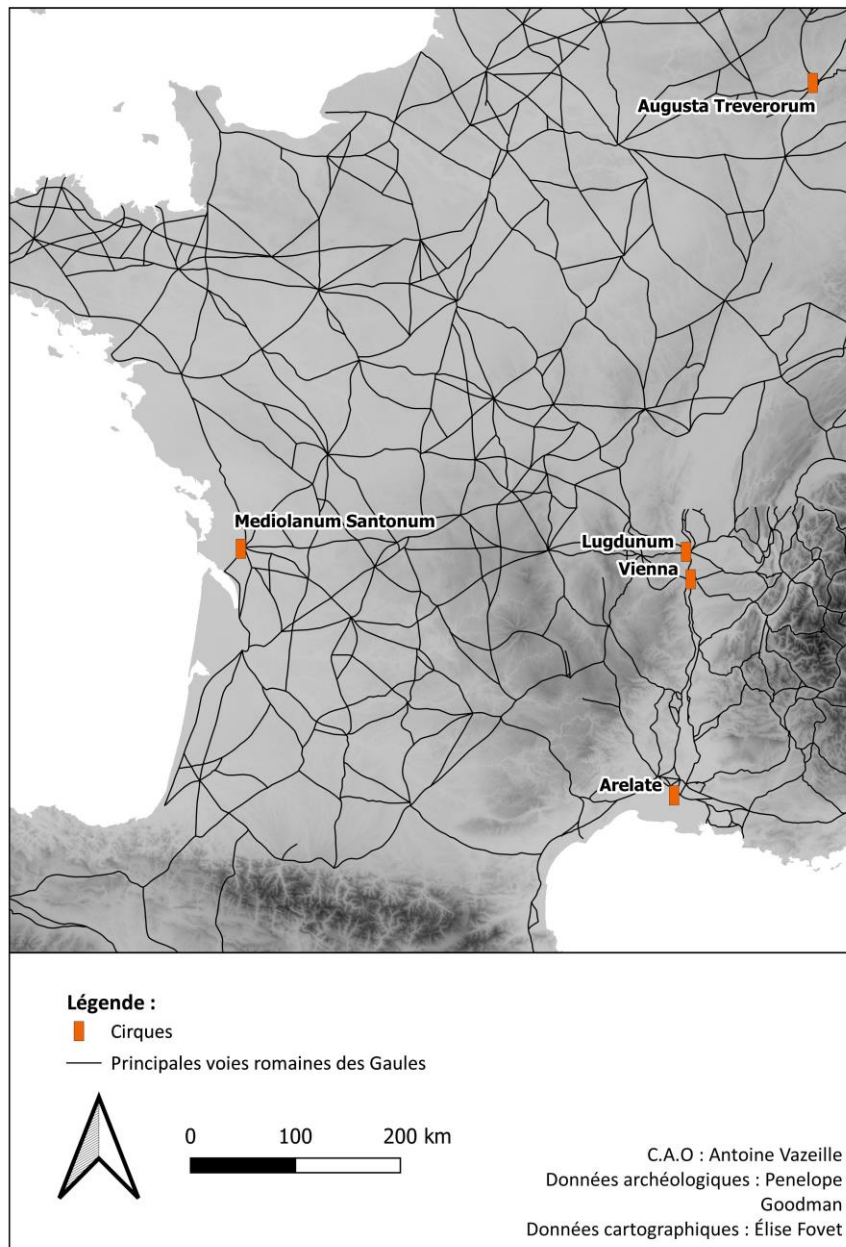 Augusta Treverorum
Mediolanum Santonum
Lugdunum
Vienna
Arelate
Légende :
Cirques
Principales voies romaines des Gaules
0 100 200 km
C.A.O : Antoine Vazeille
Données archéologiques : Penelope
Goodman
Données cartographiques : Élise Fovet